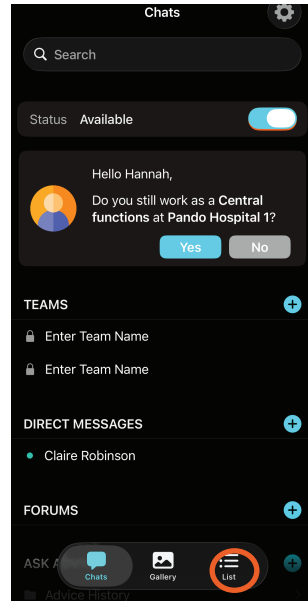 Chats
Search
Status Available
Hello Hannah,
Do you still work as a Central
functions at Pando Hospital 1?
Yes No
TEAMS
Enter Team Name
Enter Team Name
DIRECT MESSAGES
Claire Robinson
FORUMS
ASK
Chats Gallery List
Advice History